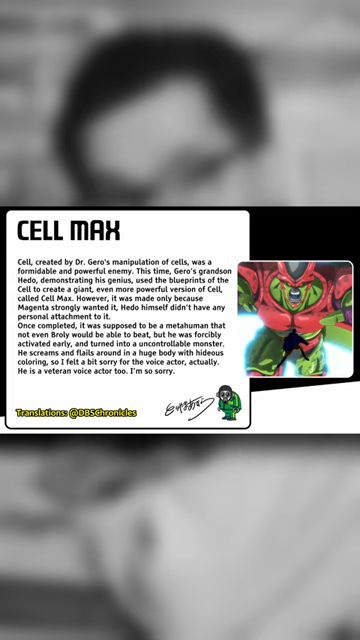 CELL MAX
Cell, created by Dr. Gero's manipulation of cells, was a
formidable and powerful enemy. This time, Gero's grandson
Hedo, demonstrating his genius, used the blueprints of the
Cell to create a giant, even more powerful version of Cell,
called Cell Max. However, it was made only because
Magenta strongly wanted it, Hedo himself didn't have any
personal attachment to it.
Once completed, it was supposed to be a metahuman that
not even Broly would be able to beat, but he was forcibly
activated early, and turned into a uncontrollable monster.
He screams and flails around in a huge body with hideous
coloring, so I felt a bit sorry for the voice actor, actually.
He is a veteran voice actor too. I'm so sorry.
Translations: @DBSChronicles